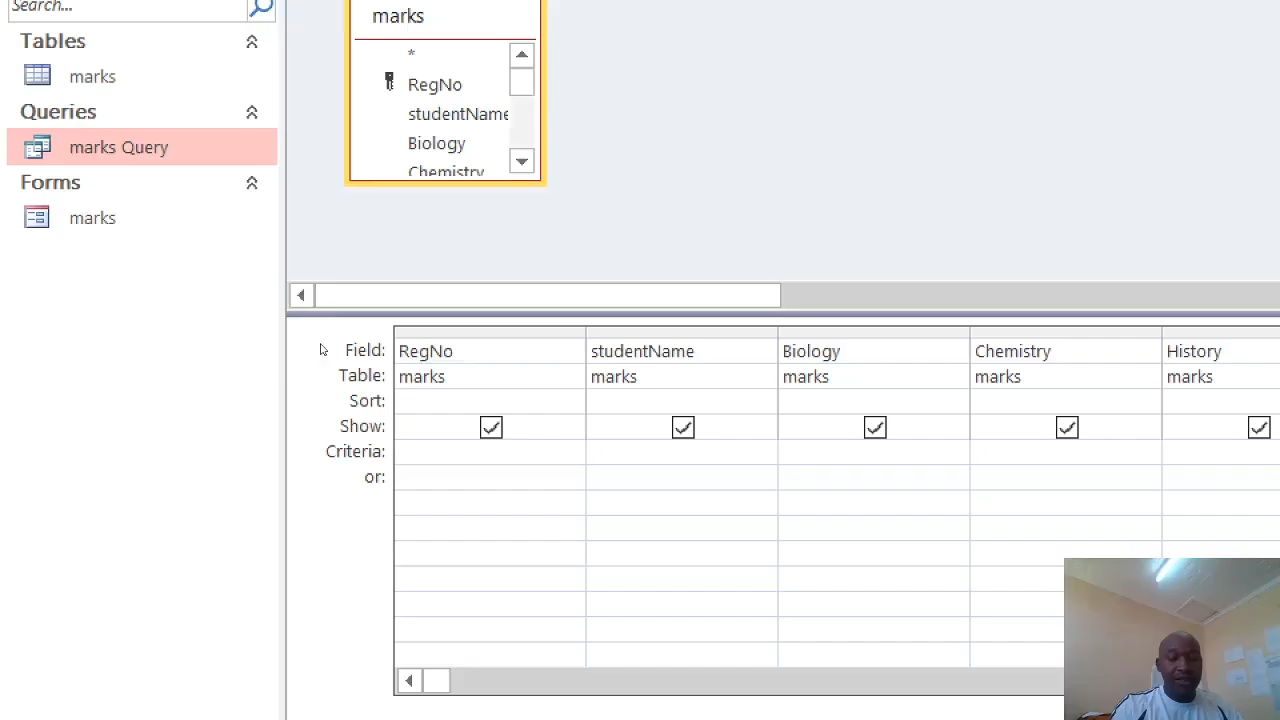 Search...
Tables
marks
Queries
marks Query
Forms
marks
marks
*
RegNo
studentName
Biology
Chemistry
Field: RegNo studentName Biology Chemistry History
Table: marks marks marks marks marks
Sort:
Show:
Criteria:
or: